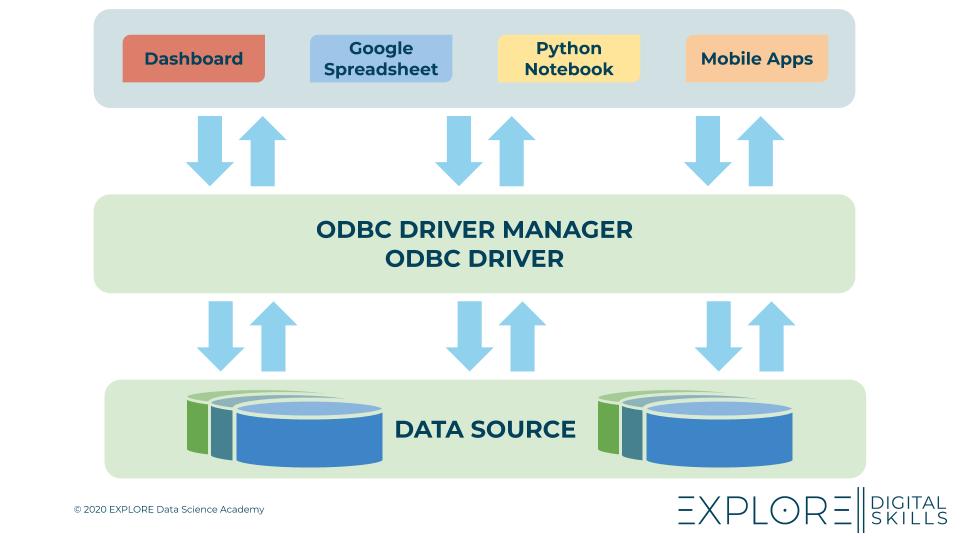 Dashboard
Google
Spreadsheet
Python
Notebook
Mobile Apps
ODBC DRIVER MANAGER
ODBC DRIVER
DATA SOURCE
© 2020 EXPLORE Data Science Academy
EXPLORE
DIGITAL
SKILLS